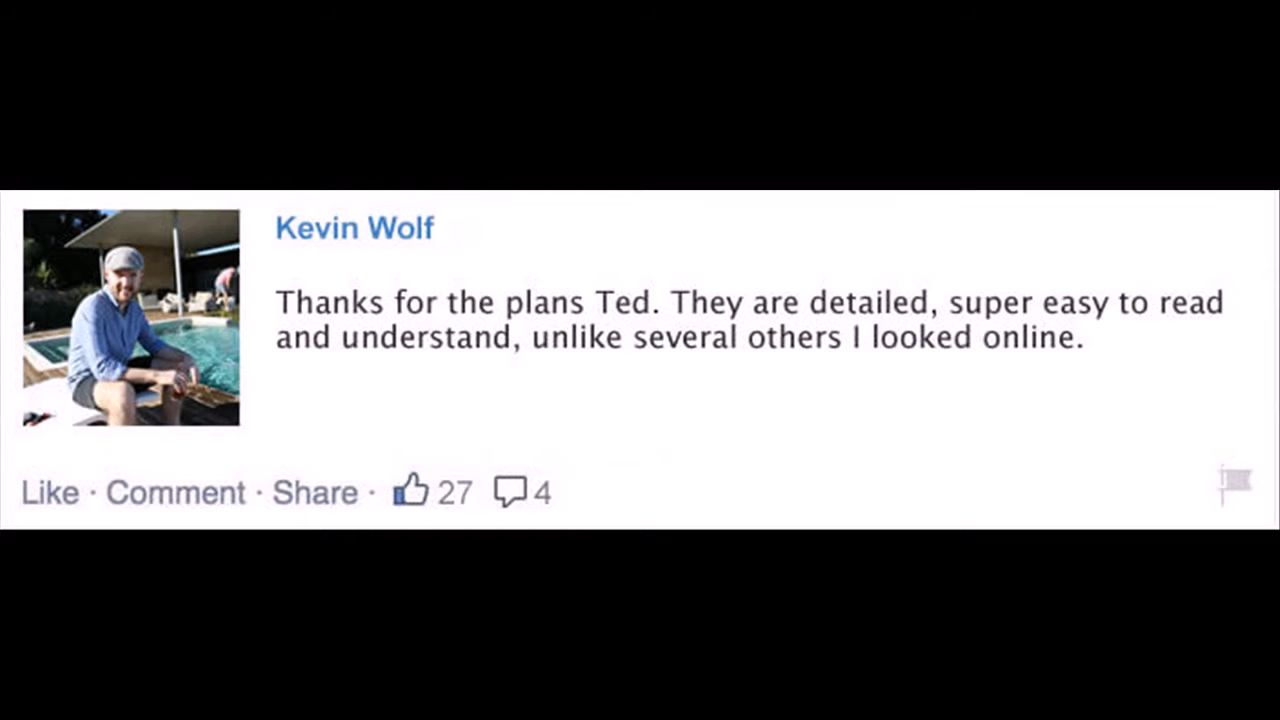 Kevin Wolf
Thanks for the plans Ted. They are detailed, super easy to read
and understand, unlike several others I looked online.
Like · Comment · Share · 27 4